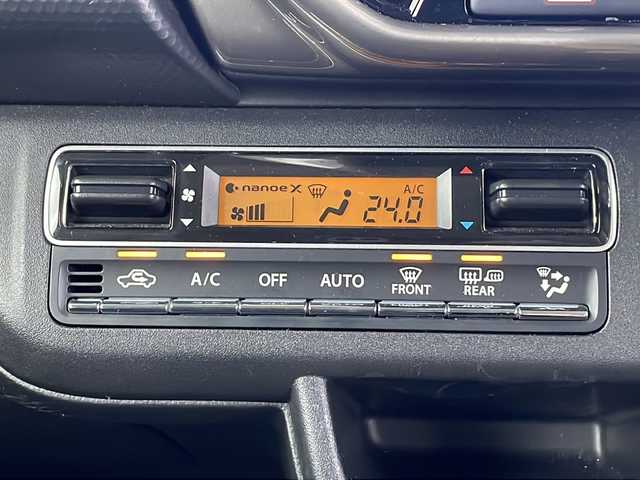 nanoe X
A/C
24.0
A/C
OFF
AUTO
FRONT
REAR